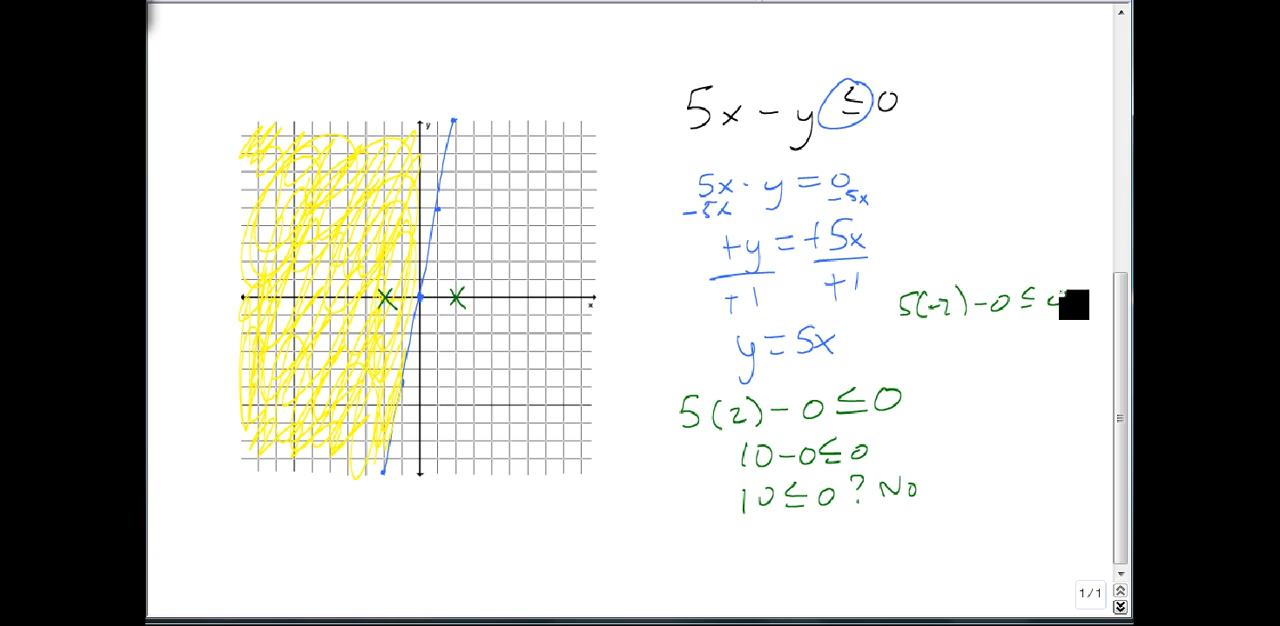 5x - y ≤ 0
5x - y = 0
-5x -5x
+y = +5x
+1 +1
y = 5x
5(-2) - 0 ≤
5(2) - 0 ≤ 0
10 - 0 ≤ 0
10 ≤ 0? No
y
x
1/1